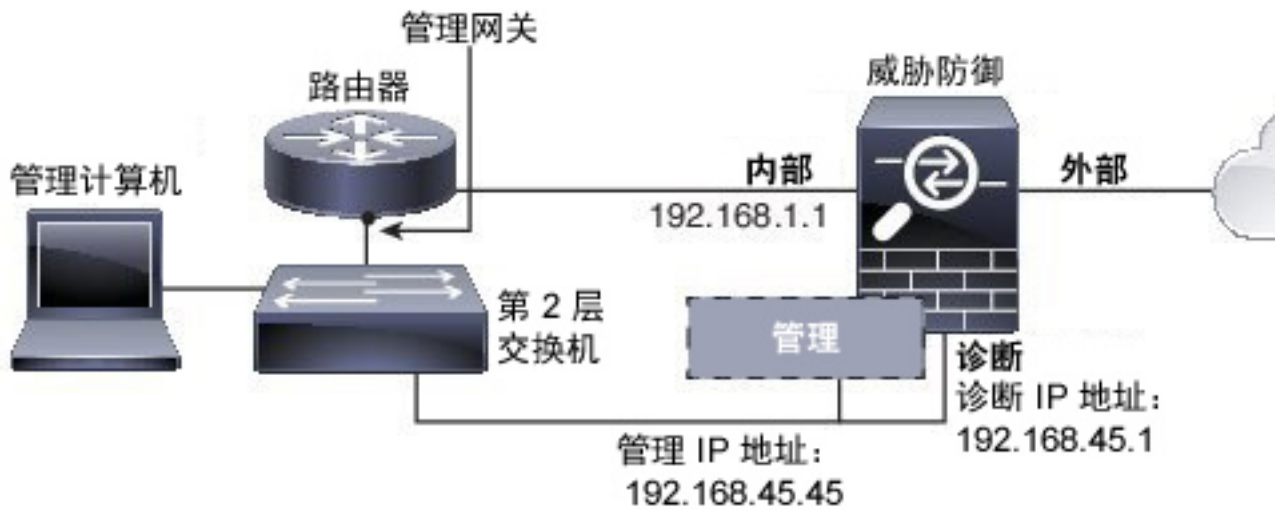 管理网关
路由器
威胁防御
管理计算机
内部
外部
192.168.1.1
第 2 层
交换机
管理
诊断
诊断 IP 地址：
192.168.45.1
管理 IP 地址：
192.168.45.45